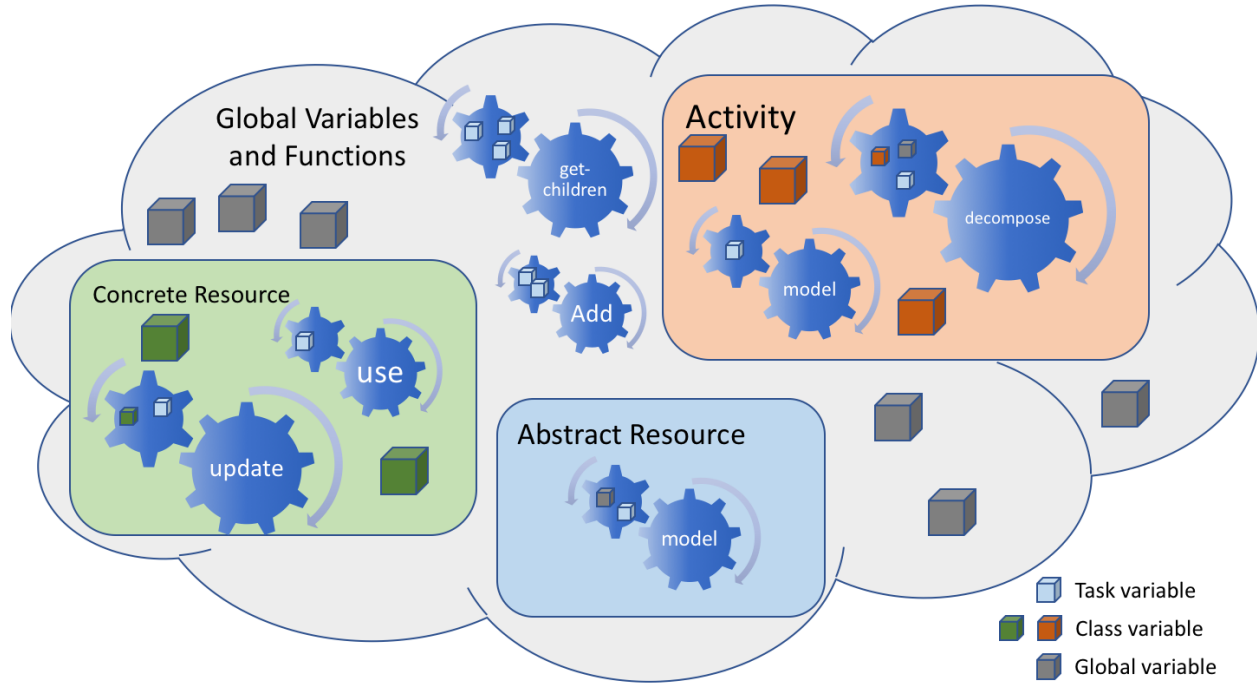 Global Variables
and Functions
get-
children
Add
Activity
decompose
model
Concrete Resource
use
update
Abstract Resource
model
Task variable
Class variable
Global variable